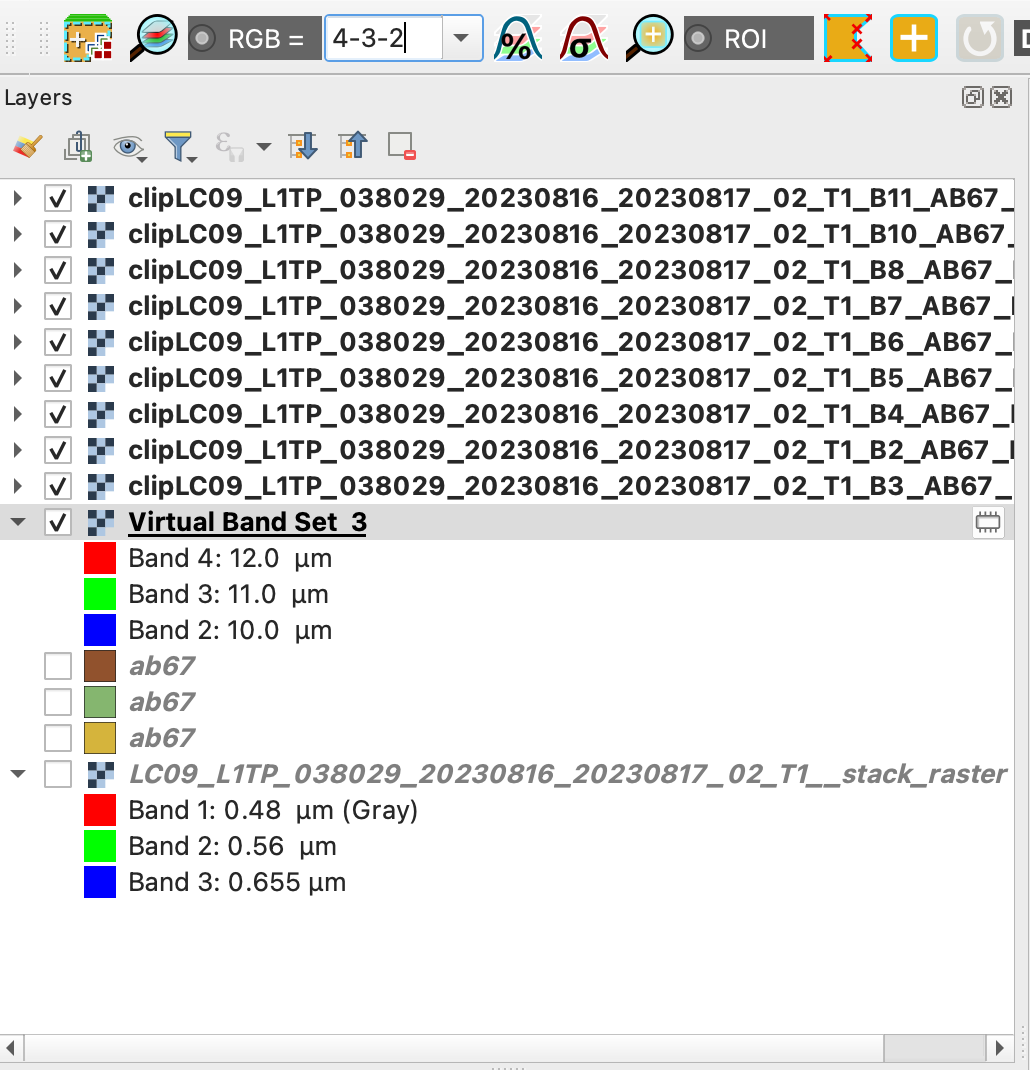 RGB = 4-3-2 % σ ROI
Layers
clipLC09_L1TP_038029_20230816_20230817_02_T1_B11_AB67_
clipLC09_L1TP_038029_20230816_20230817_02_T1_B10_AB67_
clipLC09_L1TP_038029_20230816_20230817_02_T1_B8_AB67_
clipLC09_L1TP_038029_20230816_20230817_02_T1_B7_AB67_
clipLC09_L1TP_038029_20230816_20230817_02_T1_B6_AB67_
clipLC09_L1TP_038029_20230816_20230817_02_T1_B5_AB67_
clipLC09_L1TP_038029_20230816_20230817_02_T1_B4_AB67_
clipLC09_L1TP_038029_20230816_20230817_02_T1_B2_AB67_
clipLC09_L1TP_038029_20230816_20230817_02_T1_B3_AB67_
Virtual Band Set 3
Band 4: 12.0 µm
Band 3: 11.0 µm
Band 2: 10.0 µm
ab67
ab67
ab67
LC09_L1TP_038029_20230816_20230817_02_T1__stack_raster
Band 1: 0.48 µm (Gray)
Band 2: 0.56 µm
Band 3: 0.655 µm